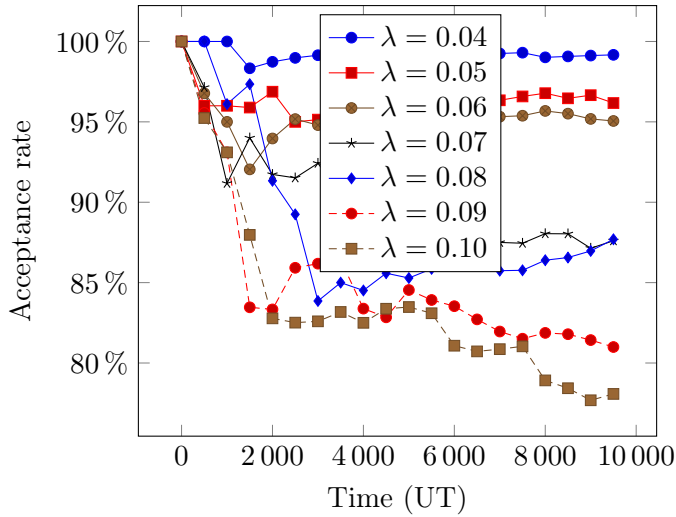 100 %
95 %
90 %
85 %
80 %
Acceptance rate
λ = 0.04
λ = 0.05
λ = 0.06
λ = 0.07
λ = 0.08
λ = 0.09
λ = 0.10
0 2 000 4 000 6 000 8 000 10 000
Time (UT)